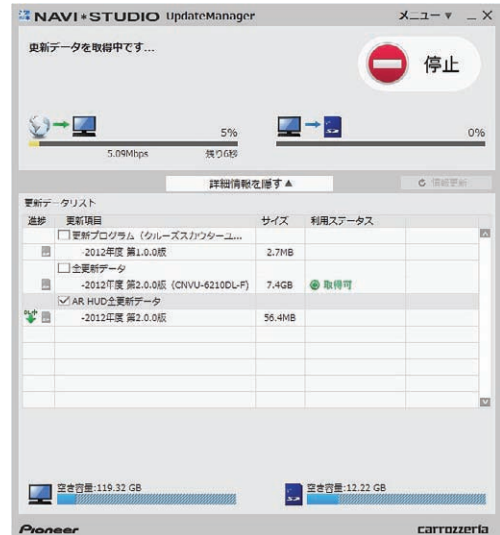 NAVI*STUDIO UpdateManager
メニュー ▼ _ X
更新データを取得中です...
停止
5%
0%
5.09Mbps 残り6秒
詳細情報を隠す▲
情報更新
更新データリスト
進捗 更新項目 サイズ 利用ステータス
更新プログラム（クルーズスカウターユ...
-2012年度 第1.0.0版 2.7MB
全更新データ
-2012年度 第2.0.0版（CNVU-6210DL-F） 7.4GB 取得可
AR HUD全更新データ
-2012年度 第2.0.0版 56.4MB
空き容量:119.32 GB
空き容量:12.22 GB
Pioneer
carrozzeria